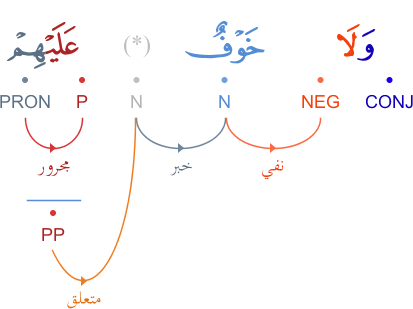 وَلَا خَوْفٌ (*) عَلَيْهِمْ
PRON P N N NEG CONJ
مجرور خبر نفي
PP
متعلق